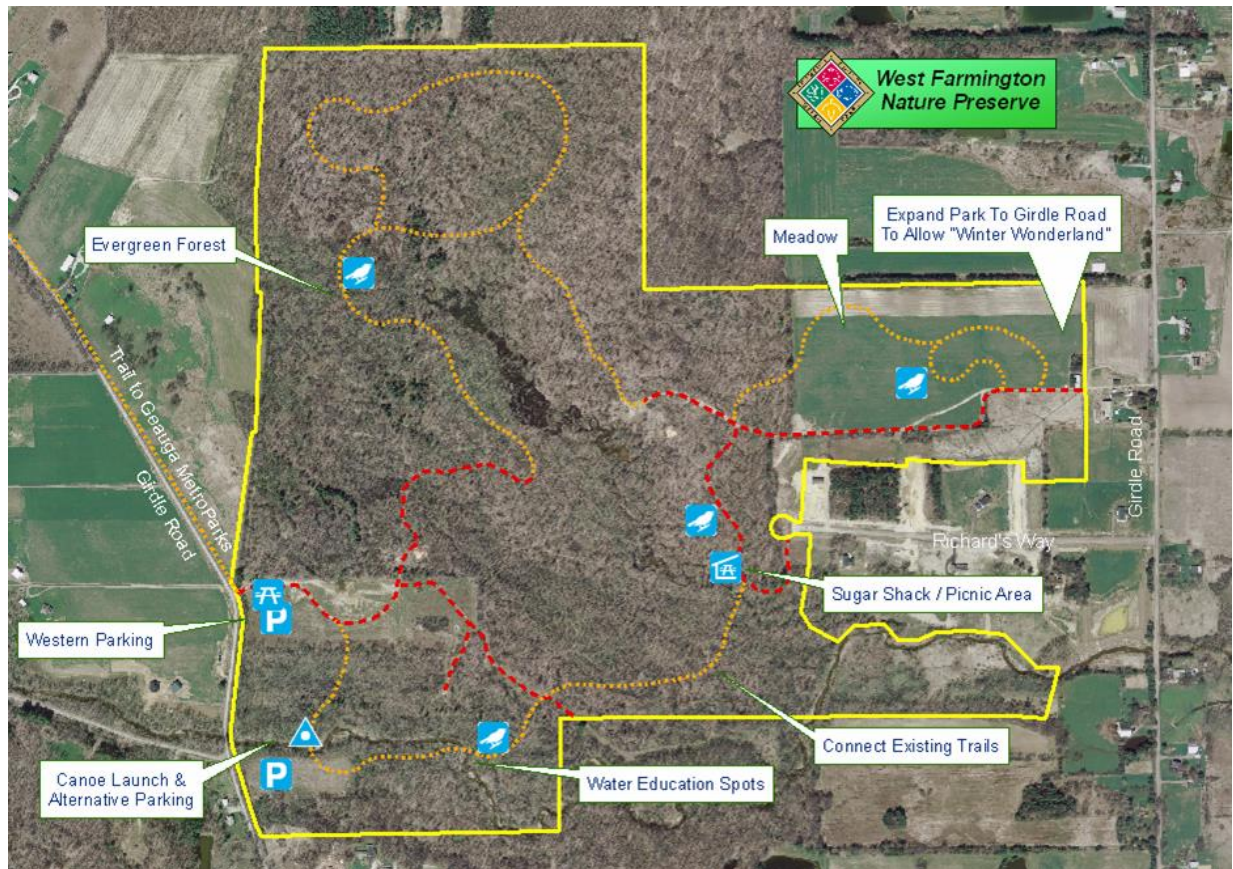 West Farmington
Nature Preserve
Expand Park To Girdle Road
To Allow "Winter Wonderland"
Meadow
Evergreen Forest
Trail to Geauga MetroParks
Girdle Road
Girdle Road
Richard's Way
Sugar Shack / Picnic Area
P
Western Parking
Connect Existing Trails
Canoe Launch &
Alternative Parking
P
Water Education Spots